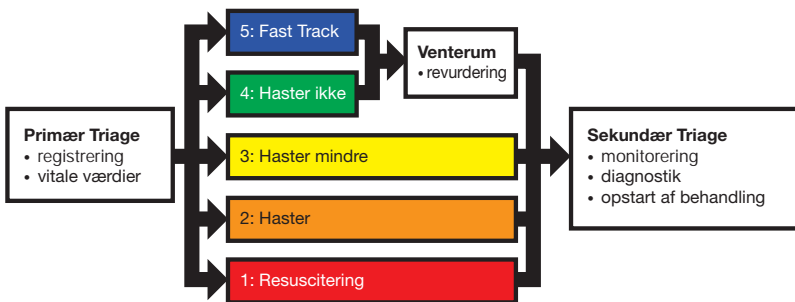 Primær Triage
• registrering
• vitale værdier
5: Fast Track
4: Haster ikke
3: Haster mindre
2: Haster
1: Resuscitering
Venterum
• revurdering
Sekundær Triage
• monitorering
• diagnostik
• opstart af behandling